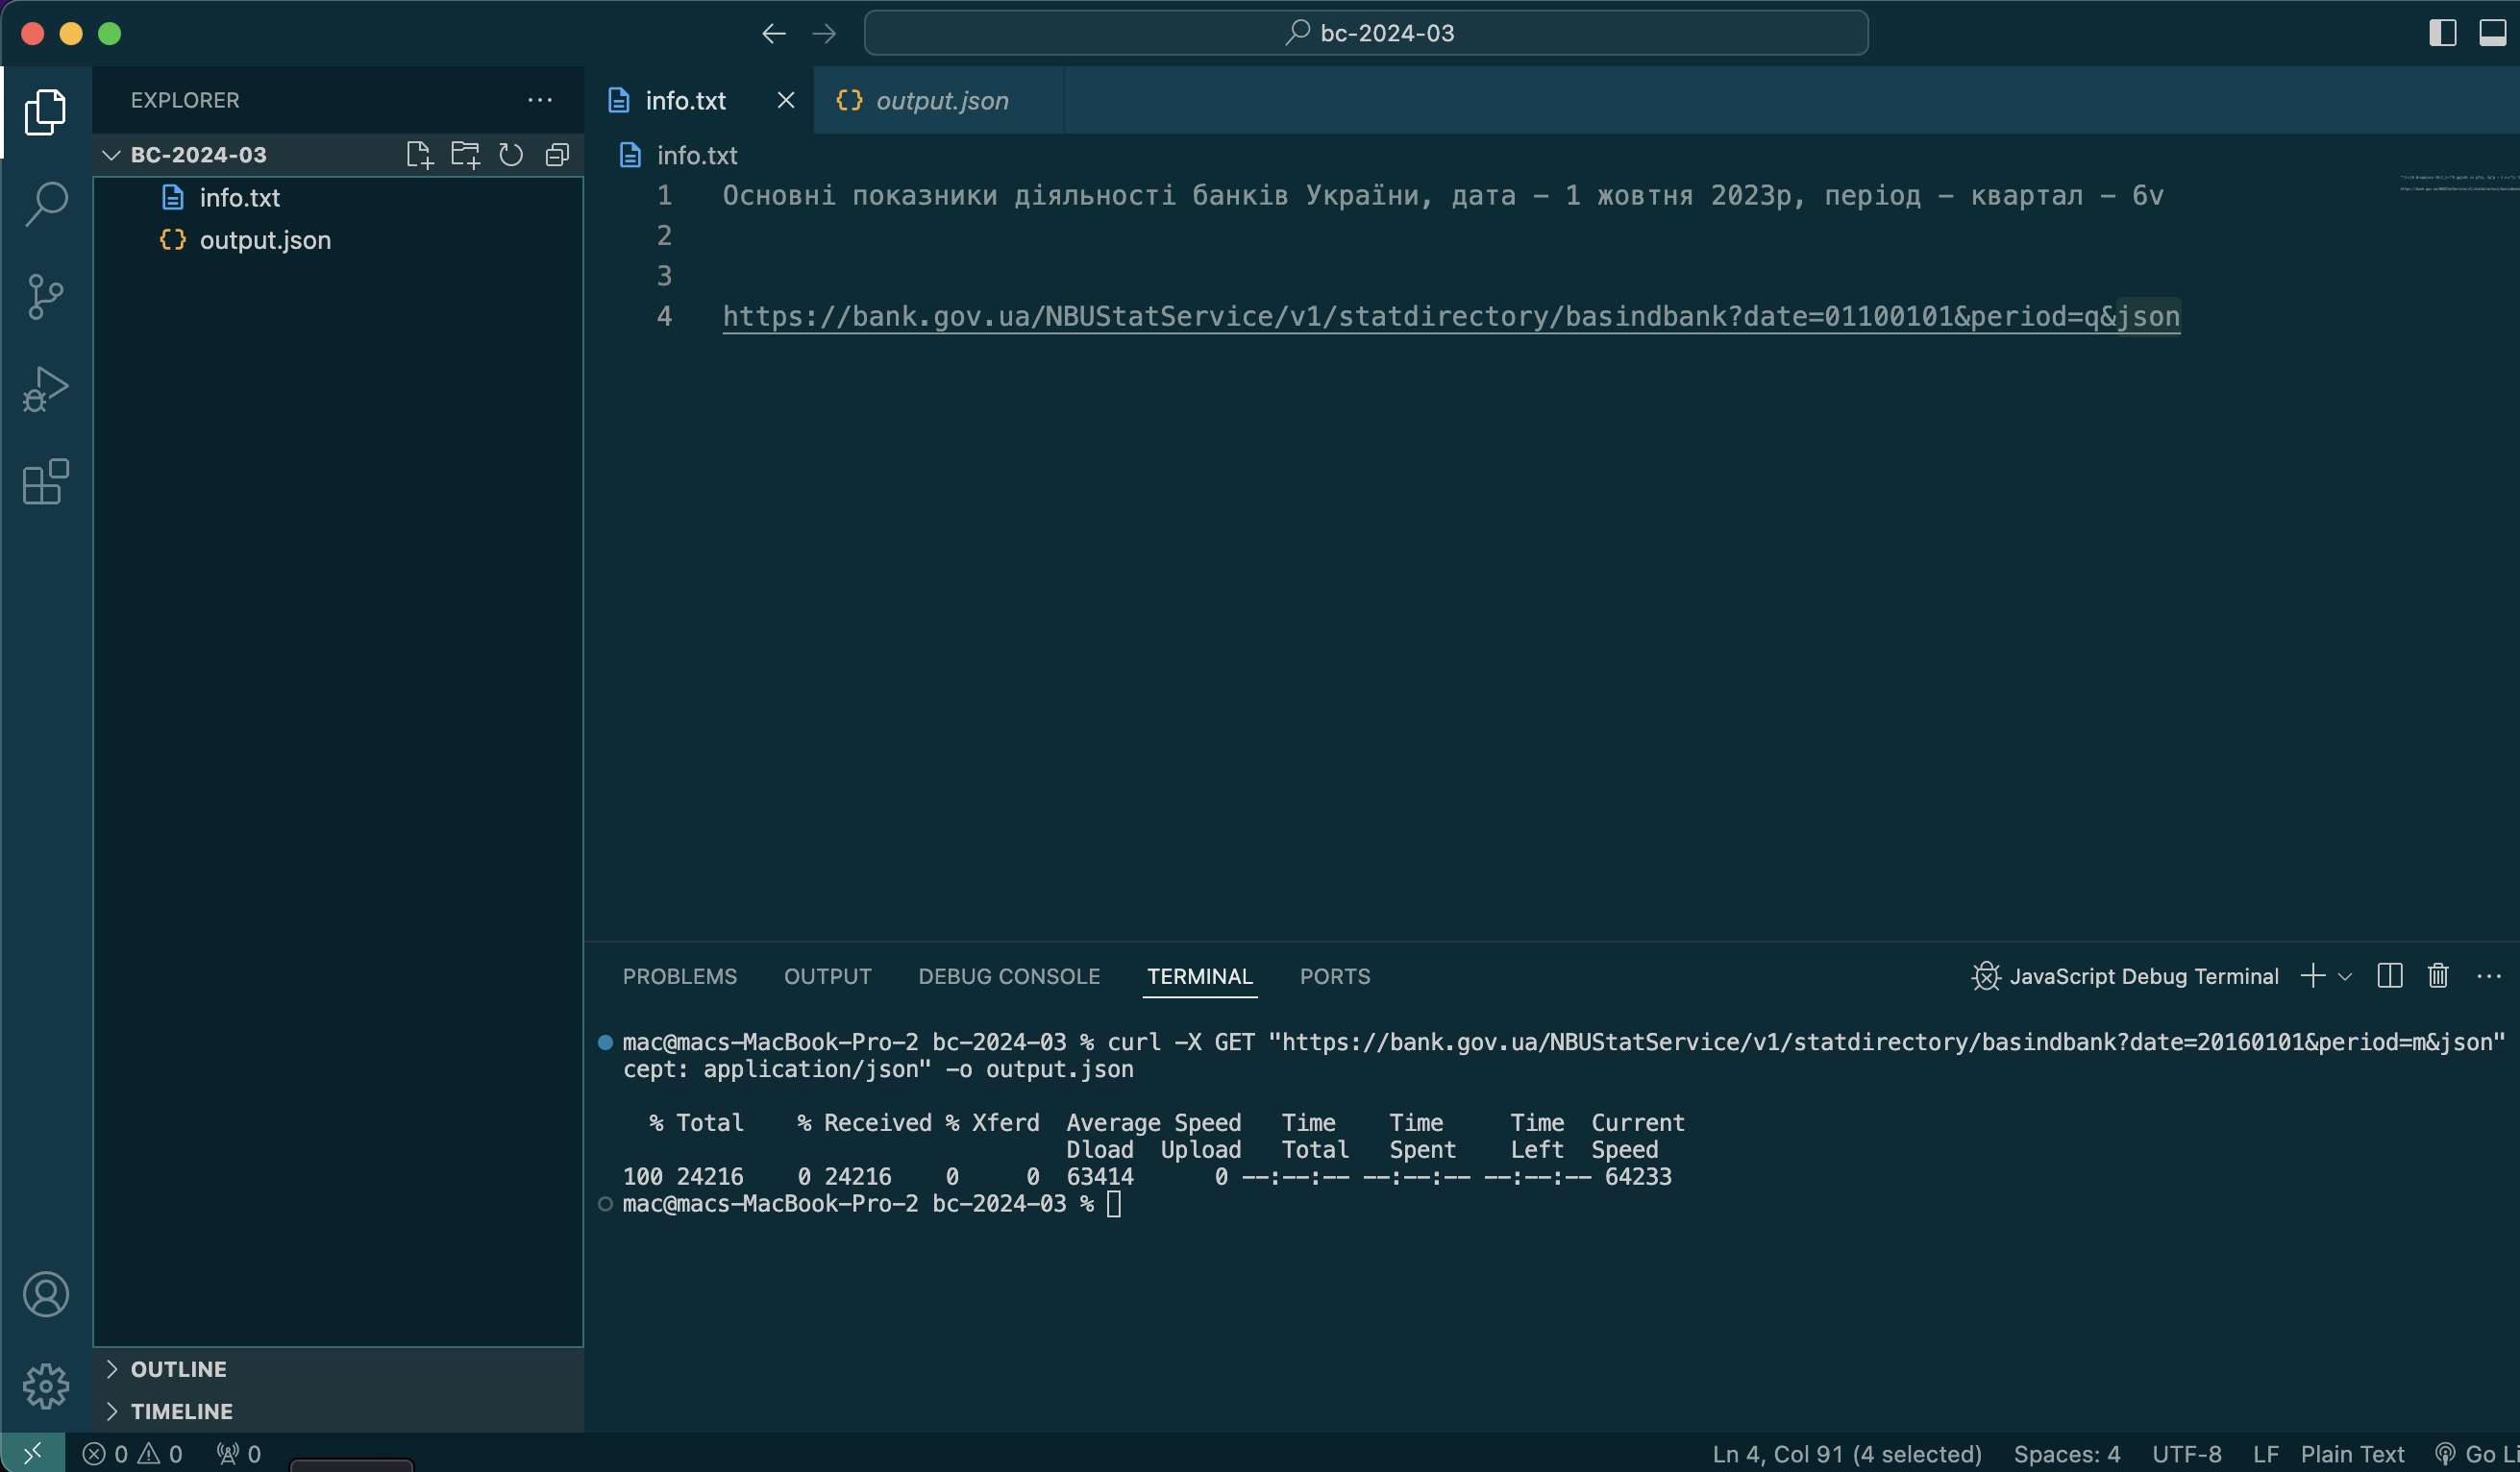 bc-2024-03
EXPLORER
BC-2024-03
info.txt
output.json
OUTLINE
TIMELINE
info.txt
output.json
info.txt
1 Основні показники діяльності банків України, дата – 1 жовтня 2023р, період – квартал – 6v
2
3
4 https://bank.gov.ua/NBUStatService/v1/statdirectory/basindbank?date=01100101&period=q&json
PROBLEMS OUTPUT DEBUG CONSOLE TERMINAL PORTS
JavaScript Debug Terminal
mac@macs-MacBook-Pro-2 bc-2024-03 % curl -X GET "https://bank.gov.ua/NBUStatService/v1/statdirectory/basindbank?date=20160101&period=m&json"
cept: application/json" -o output.json
% Total % Received % Xferd Average Speed Time Time Time Current
Dload Upload Total Spent Left Speed
100 24216 0 24216 0 0 63414 0 --:--:-- --:--:-- --:--:-- 64233
mac@macs-MacBook-Pro-2 bc-2024-03 %
0 0 0
Ln 4, Col 91 (4 selected) Spaces: 4 UTF-8 LF Plain Text Go Li